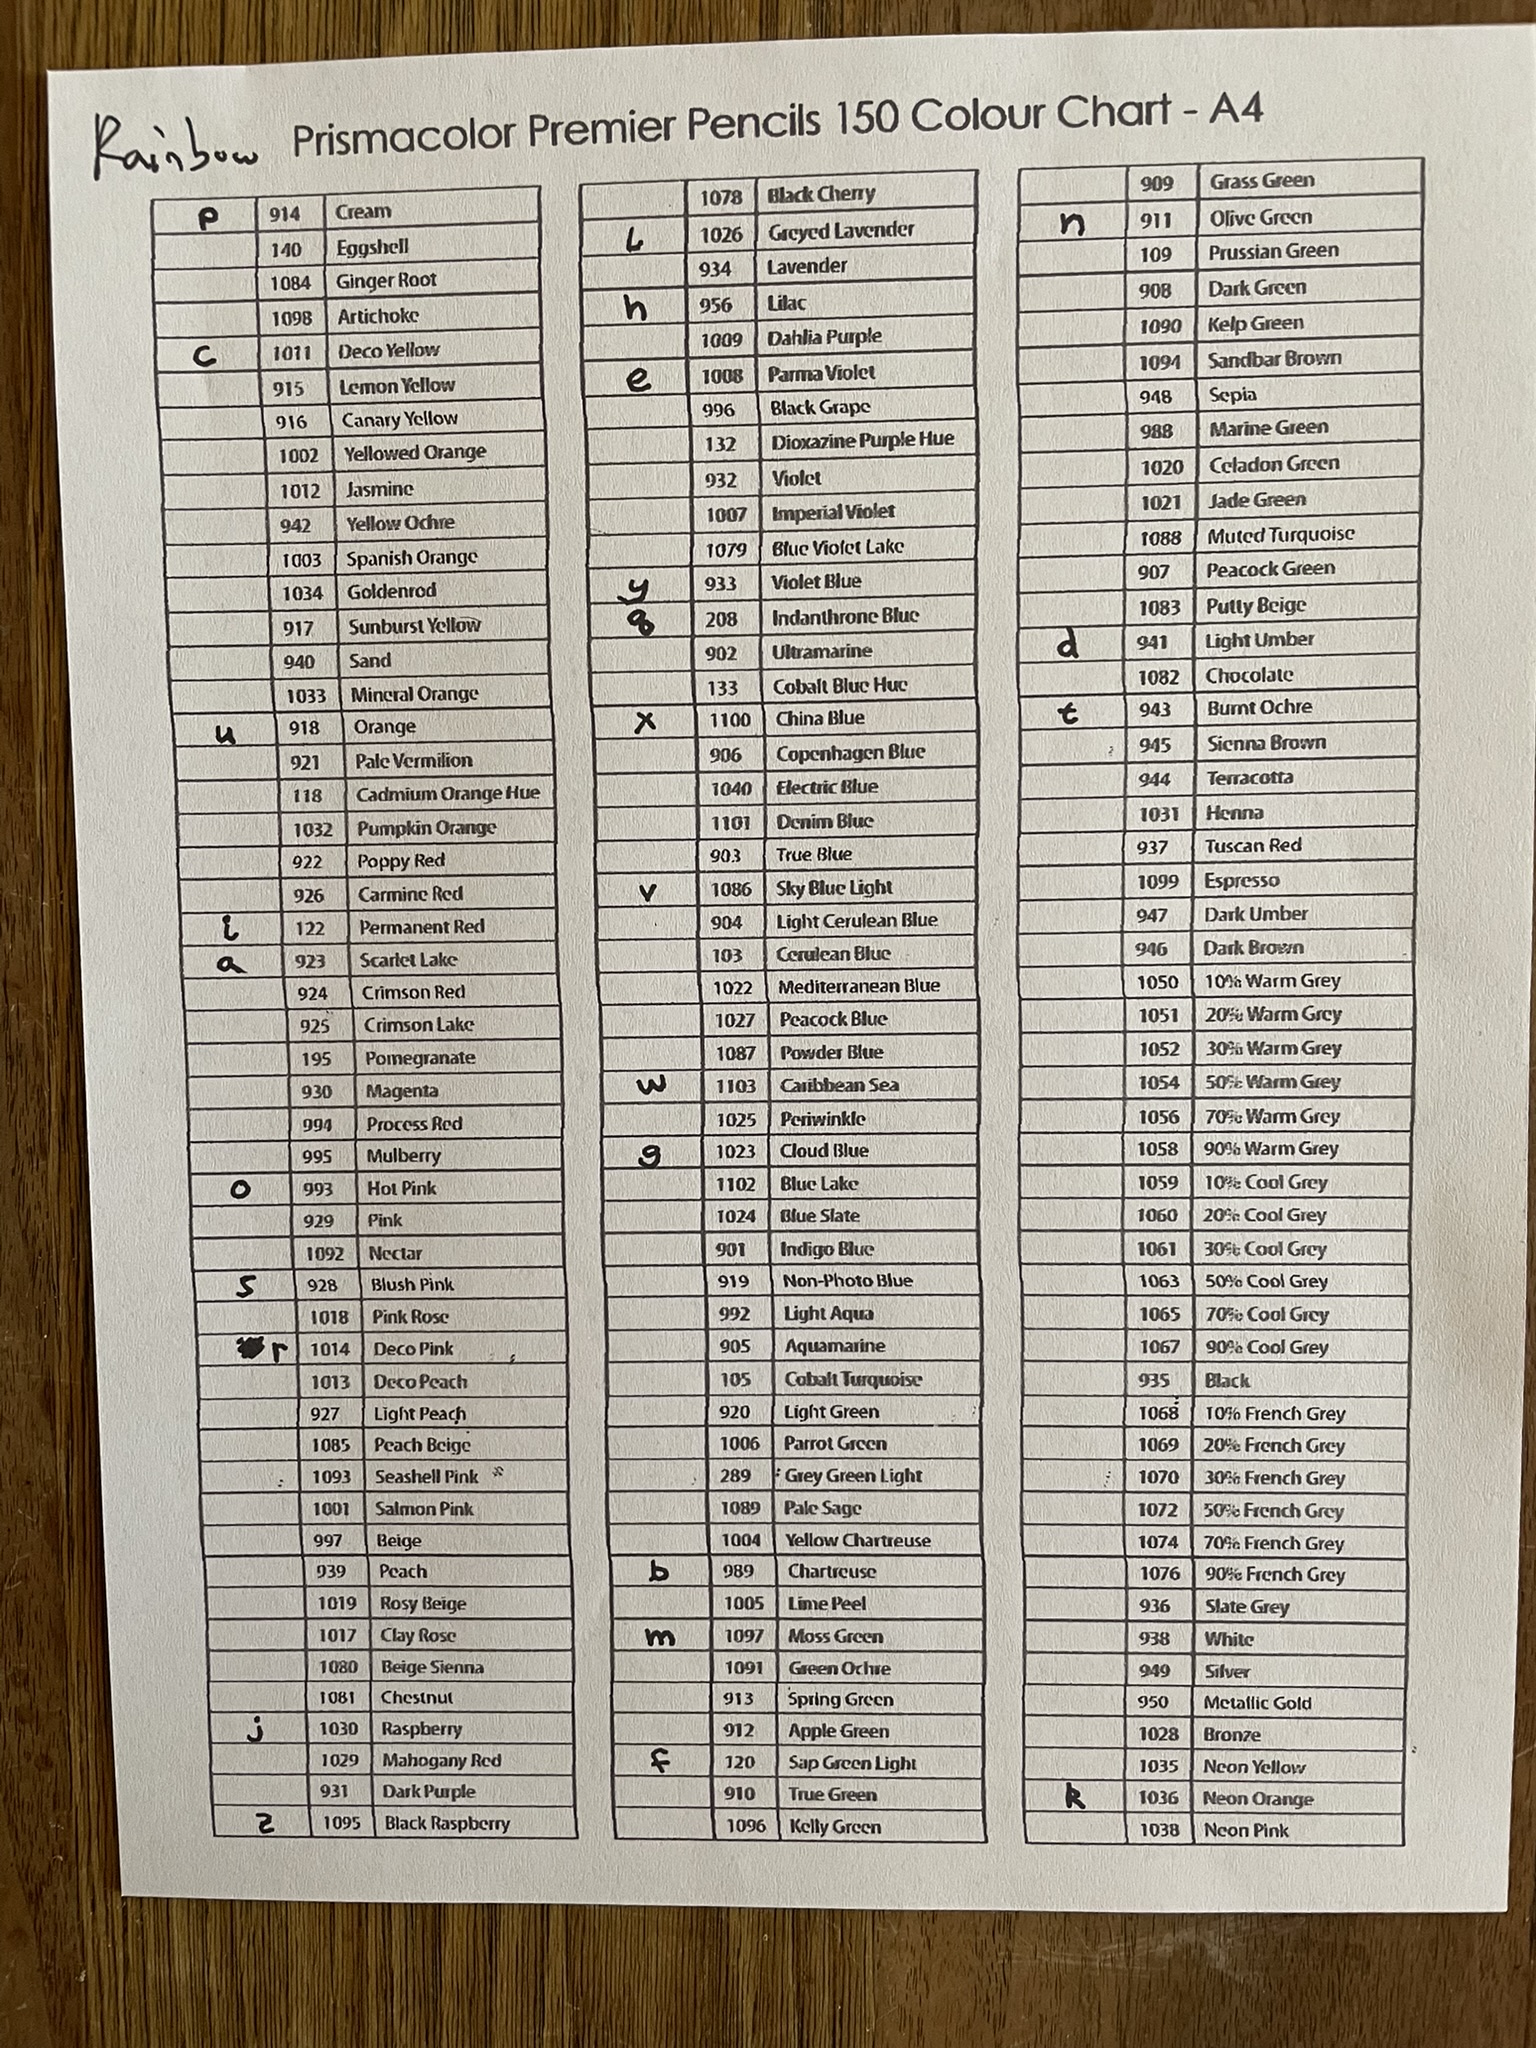 Rainbow Prismacolor Premier Pencils 150 Colour Chart - A4
p 914 Cream
140 Eggshell
1084 Ginger Root
1098 Artichoke
c 1011 Deco Yellow
915 Lemon Yellow
916 Canary Yellow
1002 Yellowed Orange
1012 Jasmine
942 Yellow Ochre
1003 Spanish Orange
1034 Goldenrod
917 Sunburst Yellow
940 Sand
1033 Mineral Orange
u 918 Orange
921 Pale Vermilion
118 Cadmium Orange Hue
1032 Pumpkin Orange
922 Poppy Red
926 Carmine Red
i 122 Permanent Red
a 923 Scarlet Lake
924 Crimson Red
925 Crimson Lake
195 Pomegranate
930 Magenta
994 Process Red
995 Mulberry
o 993 Hot Pink
929 Pink
1092 Nectar
s 928 Blush Pink
1018 Pink Rose
r 1014 Deco Pink
1013 Deco Peach
927 Light Peach
1085 Peach Beige
1093 Seashell Pink
1001 Salmon Pink
997 Beige
939 Peach
1019 Rosy Beige
1017 Clay Rose
1080 Beige Sienna
1081 Chestnut
j 1030 Raspberry
1029 Mahogany Red
931 Dark Purple
z 1095 Black Raspberry
1078 Black Cherry
L 1026 Greyed Lavender
934 Lavender
h 956 Lilac
1009 Dahlia Purple
e 1008 Parma Violet
996 Black Grape
132 Dioxazine Purple Hue
932 Violet
1007 Imperial Violet
1079 Blue Violet Lake
y 933 Violet Blue
q 208 Indanthrone Blue
902 Ultramarine
133 Cobalt Blue Hue
x 1100 China Blue
906 Copenhagen Blue
1040 Electric Blue
1101 Denim Blue
903 True Blue
v 1086 Sky Blue Light
904 Light Cerulean Blue
103 Cerulean Blue
1022 Mediterranean Blue
1027 Peacock Blue
1087 Powder Blue
w 1103 Caribbean Sea
1025 Periwinkle
g 1023 Cloud Blue
1102 Blue Lake
1024 Blue Slate
901 Indigo Blue
919 Non-Photo Blue
992 Light Aqua
905 Aquamarine
105 Cobalt Turquoise
920 Light Green
1006 Parrot Green
289 Grey Green Light
1089 Pale Sage
1004 Yellow Chartreuse
b 989 Chartreuse
1005 Lime Peel
m 1097 Moss Green
1091 Green Ochre
913 Spring Green
912 Apple Green
f 120 Sap Green Light
910 True Green
1096 Kelly Green
909 Grass Green
n 911 Olive Green
109 Prussian Green
908 Dark Green
1090 Kelp Green
1094 Sandbar Brown
948 Sepia
988 Marine Green
1020 Celadon Green
1021 Jade Green
1088 Muted Turquoise
907 Peacock Green
1083 Putty Beige
d 941 Light Umber
1082 Chocolate
t 943 Burnt Ochre
945 Sienna Brown
944 Terracotta
1031 Henna
937 Tuscan Red
1099 Espresso
947 Dark Umber
946 Dark Brown
1050 10% Warm Grey
1051 20% Warm Grey
1052 30% Warm Grey
1054 50% Warm Grey
1056 70% Warm Grey
1058 90% Warm Grey
1059 10% Cool Grey
1060 20% Cool Grey
1061 30% Cool Grey
1063 50% Cool Grey
1065 70% Cool Grey
1067 90% Cool Grey
935 Black
1068 10% French Grey
1069 20% French Grey
1070 30% French Grey
1072 50% French Grey
1074 70% French Grey
1076 90% French Grey
936 Slate Grey
938 White
949 Silver
950 Metallic Gold
1028 Bronze
1035 Neon Yellow
k 1036 Neon Orange
1038 Neon Pink